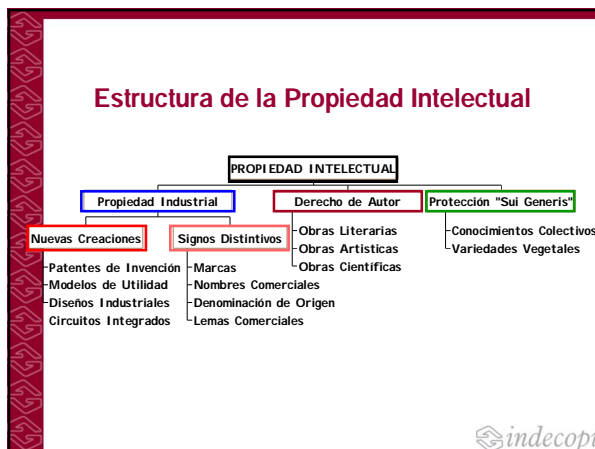 Estructura de la Propiedad Intelectual
PROPIEDAD INTELECTUAL
Propiedad Industrial
Derecho de Autor
Protección "Sui Generis"
Nuevas Creaciones
Signos Distintivos
Obras Literarias
Obras Artisticas
Obras Científicas
Conocimientos Colectivos
Variedades Vegetales
Patentes de Invención
Modelos de Utilidad
Diseños Industriales
Circuitos Integrados
Marcas
Nombres Comerciales
Denominación de Origen
Lemas Comerciales
indecopi